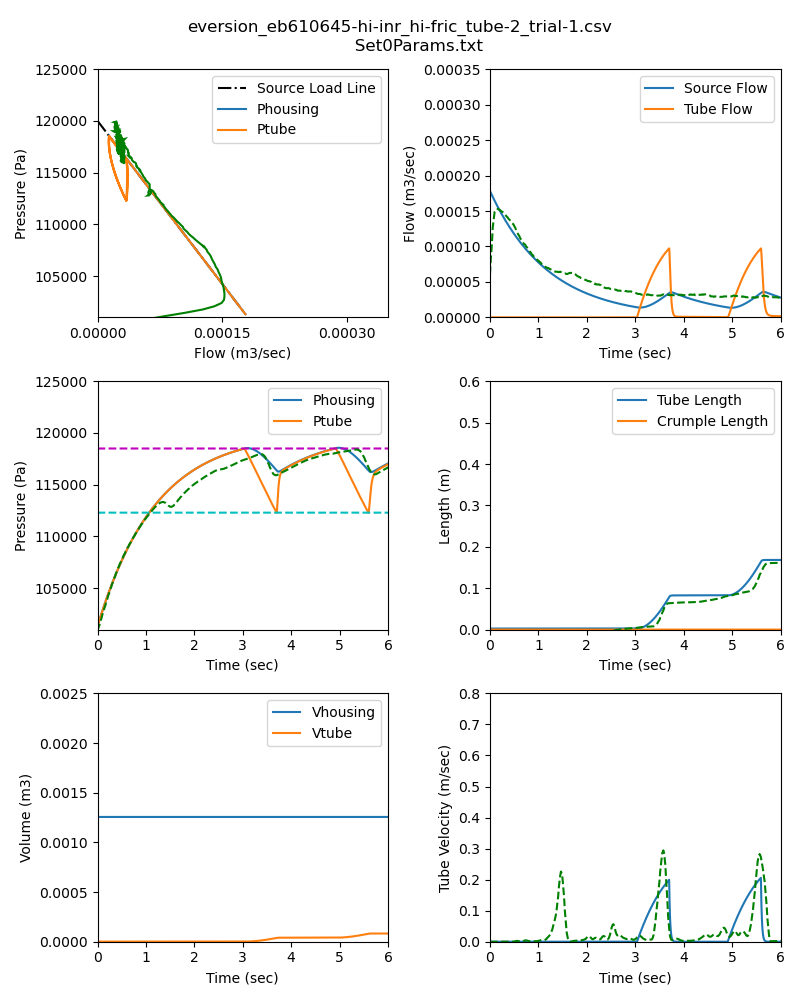 eversion_eb610645-hi-inr_hi-fric_tube-2_trial-1.csv
Set0Params.txt
125000
120000
115000
110000
105000
Pressure (Pa)
Source Load Line
Phousing
Ptube
0.00000
0.00015
0.00030
Flow (m3/sec)
0.00035
0.00030
0.00025
0.00020
0.00015
0.00010
0.00005
0.00000
Flow (m3/sec)
Source Flow
Tube Flow
0 1 2 3 4 5 6
Time (sec)
125000
120000
115000
110000
105000
Pressure (Pa)
Phousing
Ptube
0 1 2 3 4 5 6
Time (sec)
0.6
0.5
0.4
0.3
0.2
0.1
0.0
Length (m)
Tube Length
Crumple Length
0 1 2 3 4 5 6
Time (sec)
0.0025
0.0020
0.0015
0.0010
0.0005
0.0000
Volume (m3)
Vhousing
Vtube
0 1 2 3 4 5 6
Time (sec)
0.8
0.7
0.6
0.5
0.4
0.3
0.2
0.1
0.0
Tube Velocity (m/sec)
0 1 2 3 4 5 6
Time (sec)